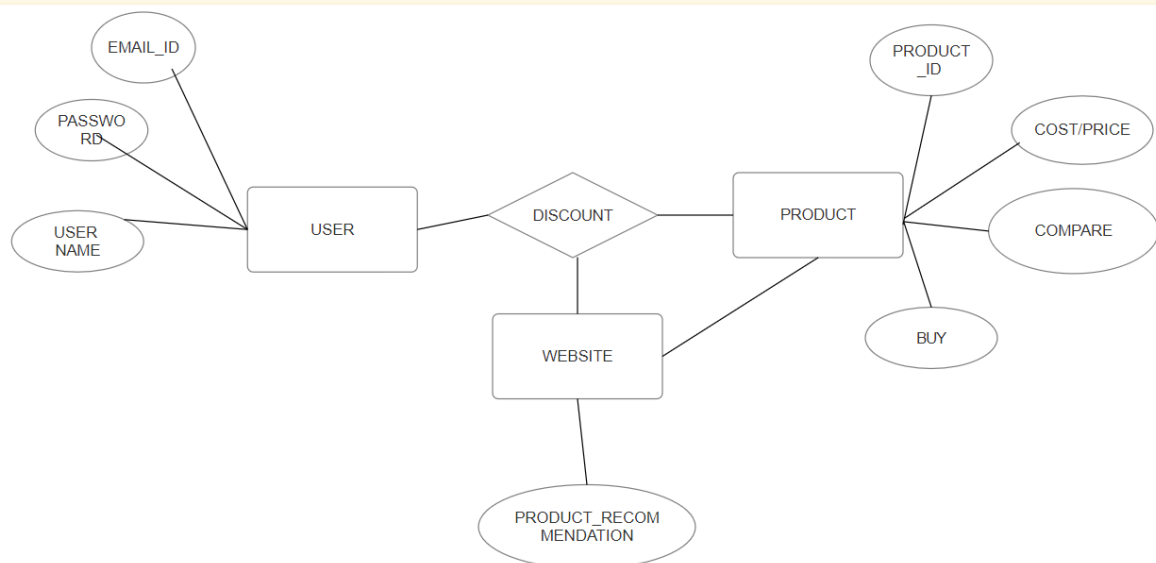 EMAIL_ID
PRODUCT
_ID
PASSWO
RD
COST/PRICE
USER
NAME
USER
DISCOUNT
PRODUCT
COMPARE
WEBSITE
BUY
PRODUCT_RECOM
MENDATION